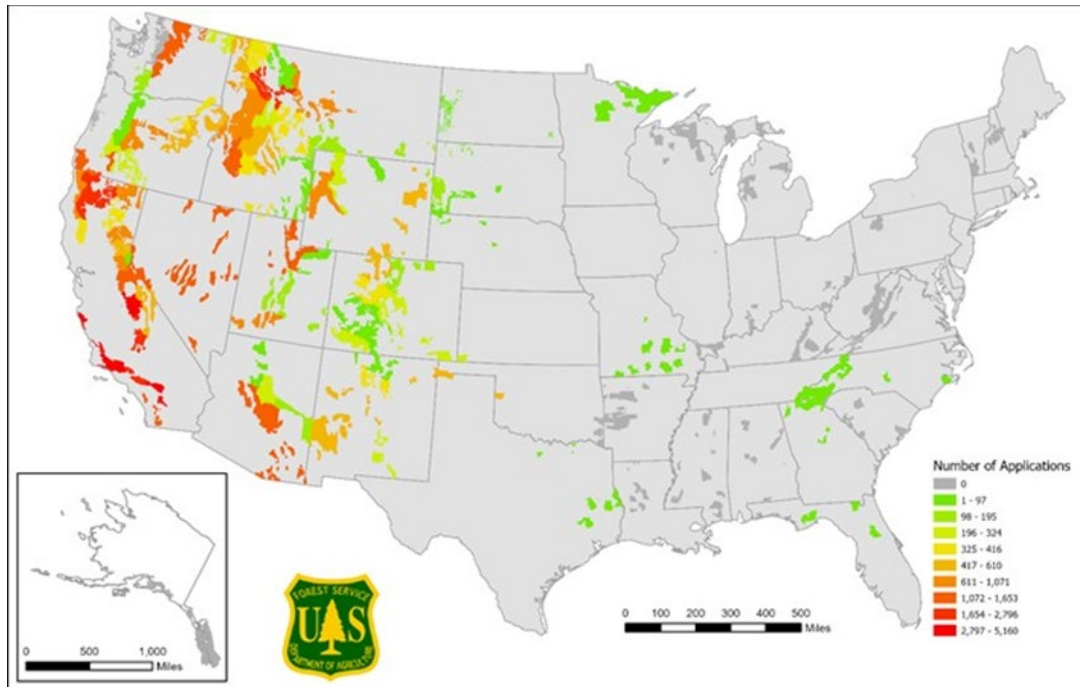 Number of Applications
0
1 - 97
98 - 195
196 - 324
325 - 416
417 - 610
611 - 1,071
1,072 - 1,653
1,654 - 2,796
2,797 - 5,160
0 100 200 300 400 500
Miles
0 500 1,000
Miles
FOREST SERVICE
U S
DEPARTMENT OF AGRICULTURE